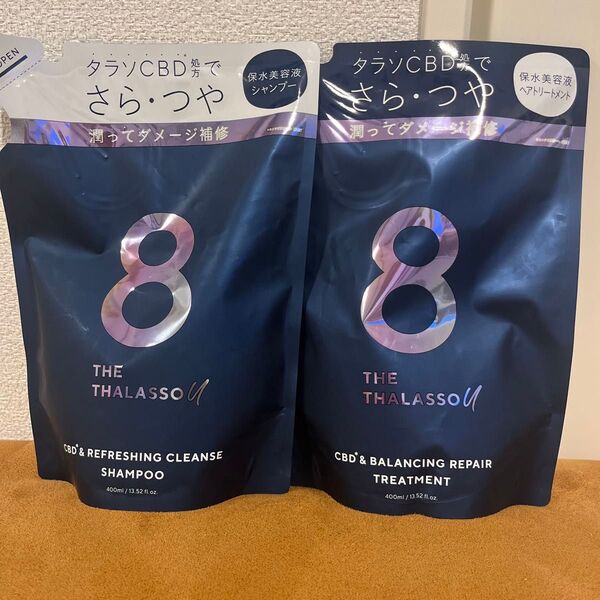 OPEN
タラソCBD処方で
さら・つや
潤ってダメージ補修
保水美容液
シャンプー
8
THE
THALASSO u
CBD* & REFRESHING CLEANSE
SHAMPOO
400ml / 13.52 fl.oz.
タラソCBD処方で
さら・つや
潤ってダメージ補修
保水美容液
ヘアトリートメント
8
THE
THALASSO u
CBD* & BALANCING REPAIR
TREATMENT
400ml / 13.52 fl.oz.